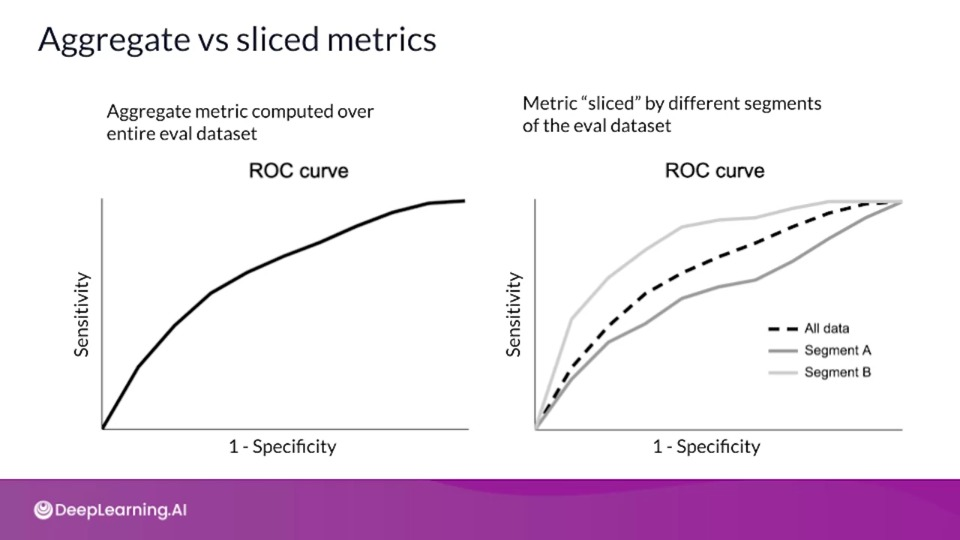 Aggregate vs sliced metrics
Aggregate metric computed over
entire eval dataset
ROC curve
Sensitivity
1 - Specificity
Metric “sliced” by different segments
of the eval dataset
ROC curve
Sensitivity
All data
Segment A
Segment B
1 - Specificity
DeepLearning.AI